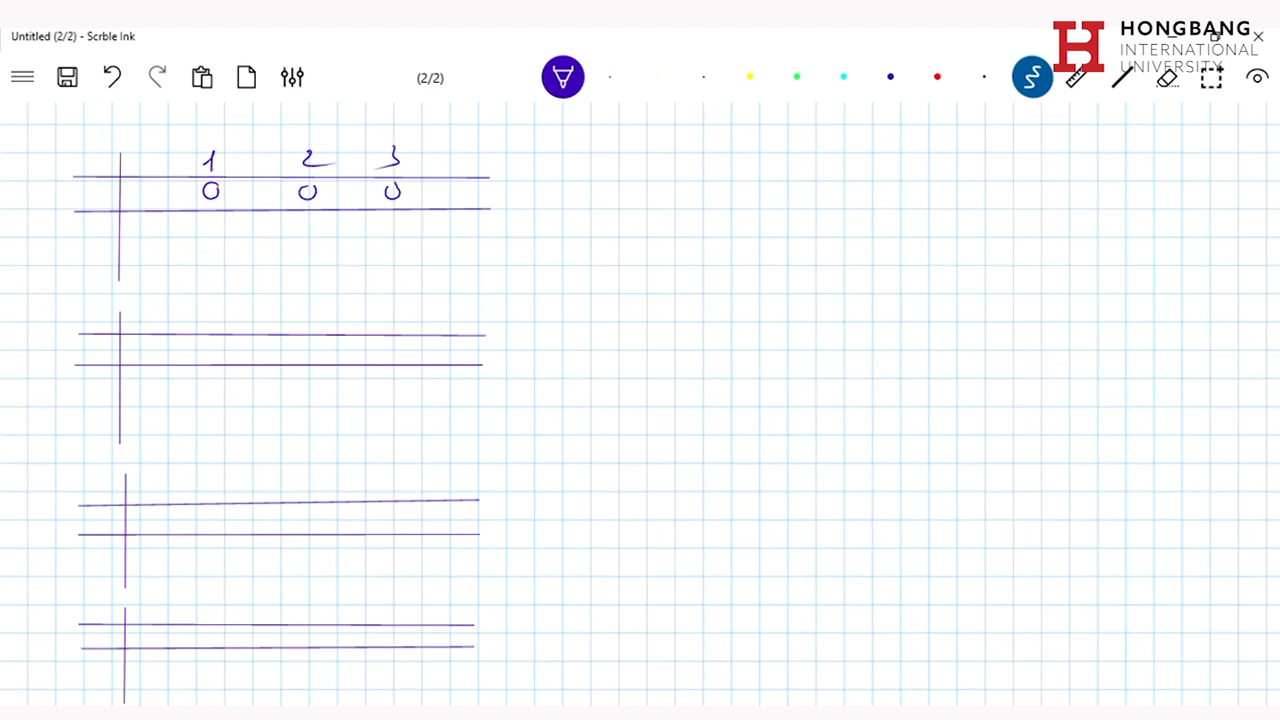 Untitled (2/2) - Scrble Ink
HONGBANG
INTERNATIONAL
UNIVERSITY
(2/2)
1 2 3
0 0 0